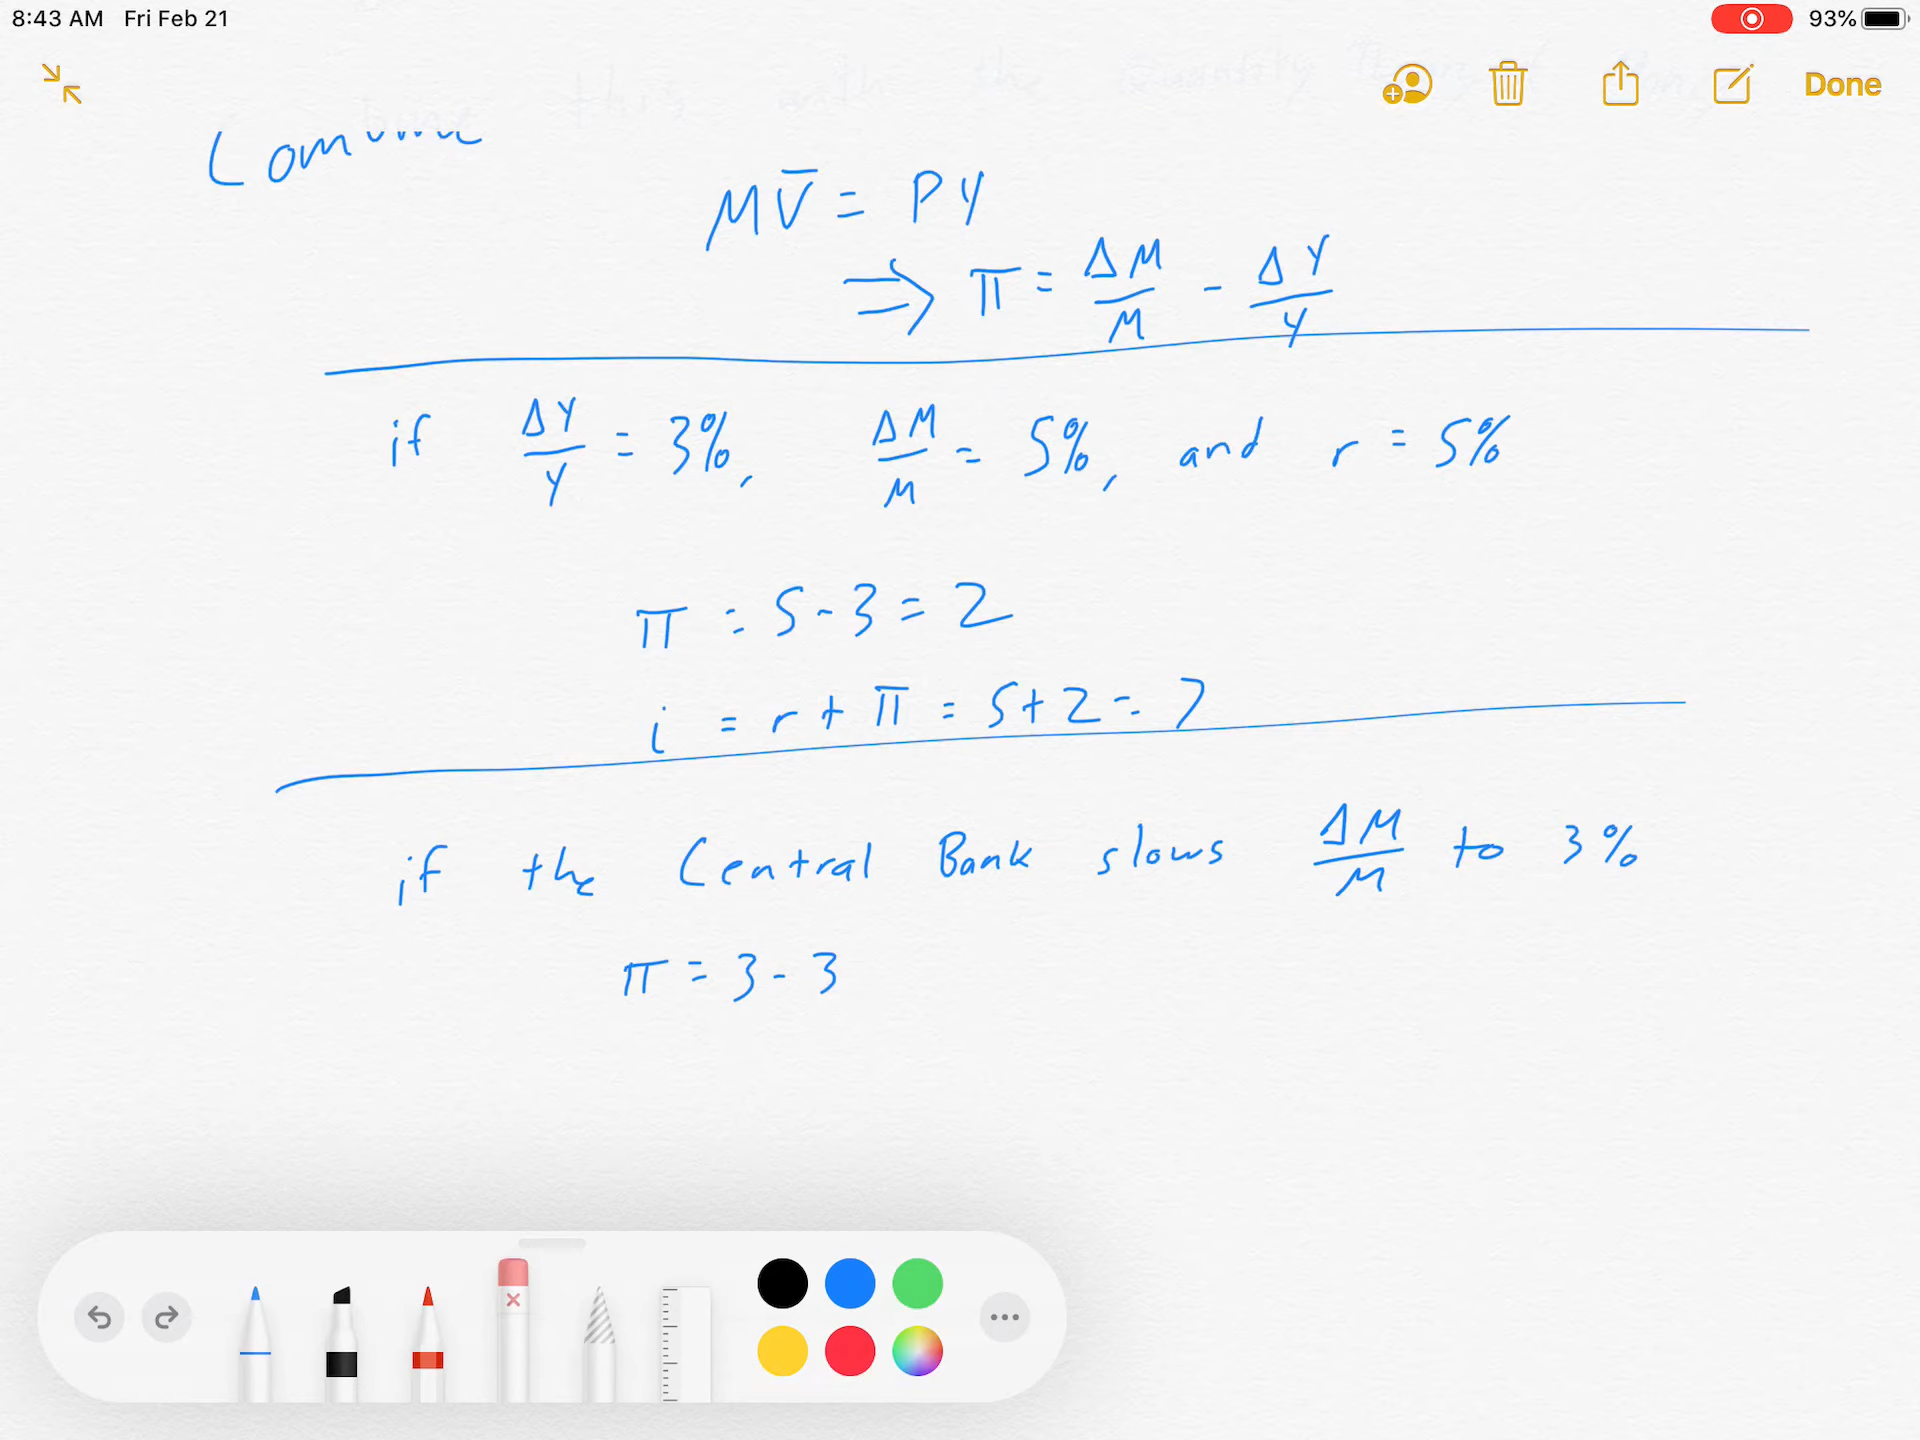 8:43 AM Fri Feb 21 93%
Done
Combine
MV̅ = PY
⇒ π = ΔM/M - ΔY/Y
if ΔY/Y = 3%, ΔM/M = 5%, and r = 5%
π = 5 - 3 = 2
i = r + π = 5 + 2 = 7
if the Central Bank slows ΔM/M to 3%
π = 3 - 3